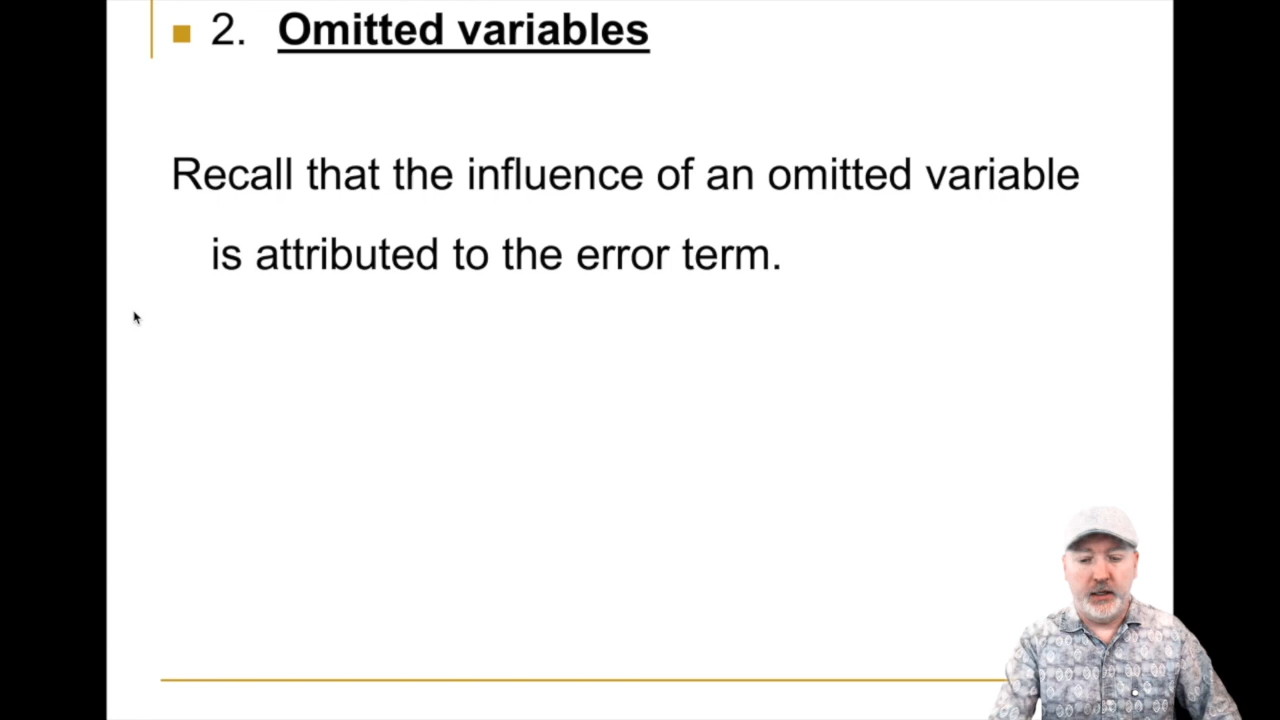 2. Omitted variables
Recall that the influence of an omitted variable
is attributed to the error term.